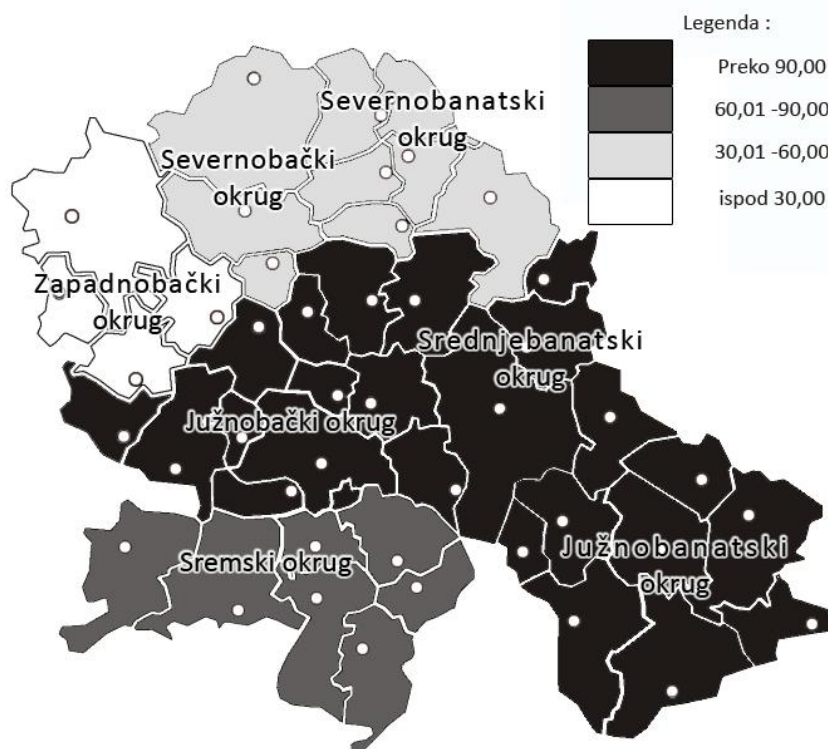 Legenda :
Preko 90,00
60,01 -90,00
30,01 -60,00
ispod 30,00
Severnobanatski
okrug
Severnobački
okrug
Zapadnobački
okrug
Srednjebanatski
okrug
Južnobački okrug
Sremski okrug
Južnobanatski
okrug